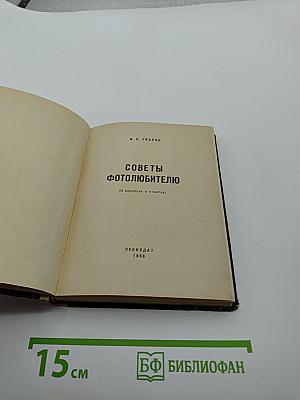 СОВЕТЫ
ФОТОЛЮБИТЕЛЮ
(В вопросах и ответах)
ЛЕНИЗДАТ
15 см
БФ БИБЛИОФАН